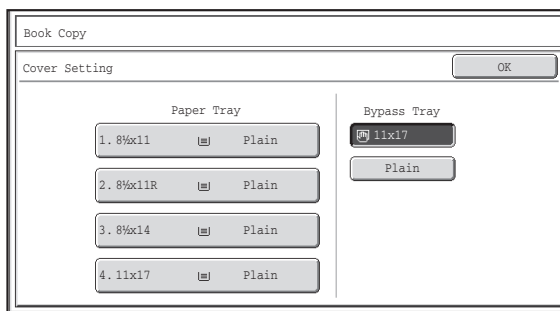 Book Copy
Cover Setting
OK
Paper Tray
1. 8½x11 Plain
2. 8½x11R Plain
3. 8½x14 Plain
4. 11x17 Plain
Bypass Tray
11x17
Plain